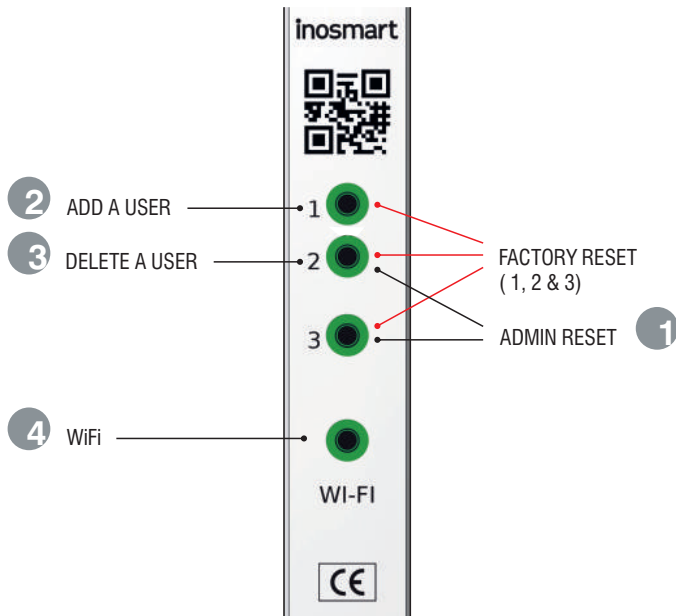 inosmart
2 ADD A USER
1
3 DELETE A USER
2
FACTORY RESET
( 1, 2 & 3)
3
ADMIN RESET 1
4 WiFi
WI-FI
CE